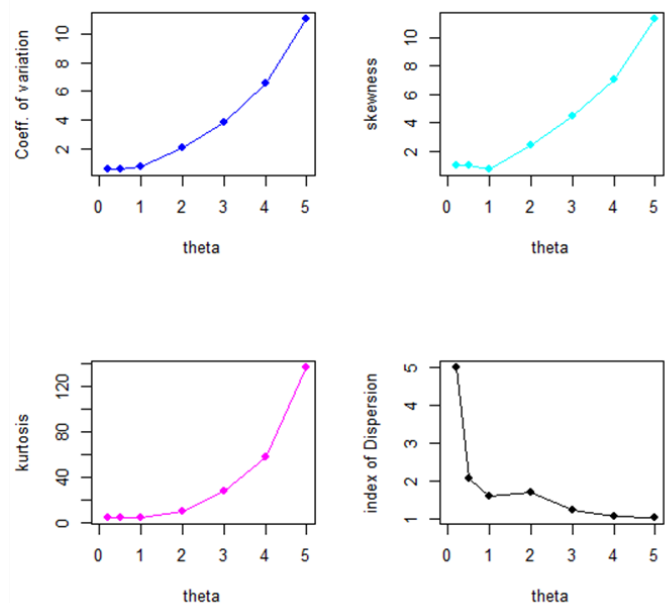 Coeff. of variation
2 4 6 8 10
0 1 2 3 4 5
theta
skewness
2 4 6 8 10
0 1 2 3 4 5
theta
kurtosis
0 40 80 120
0 1 2 3 4 5
theta
index of Dispersion
1 2 3 4 5
0 1 2 3 4 5
theta